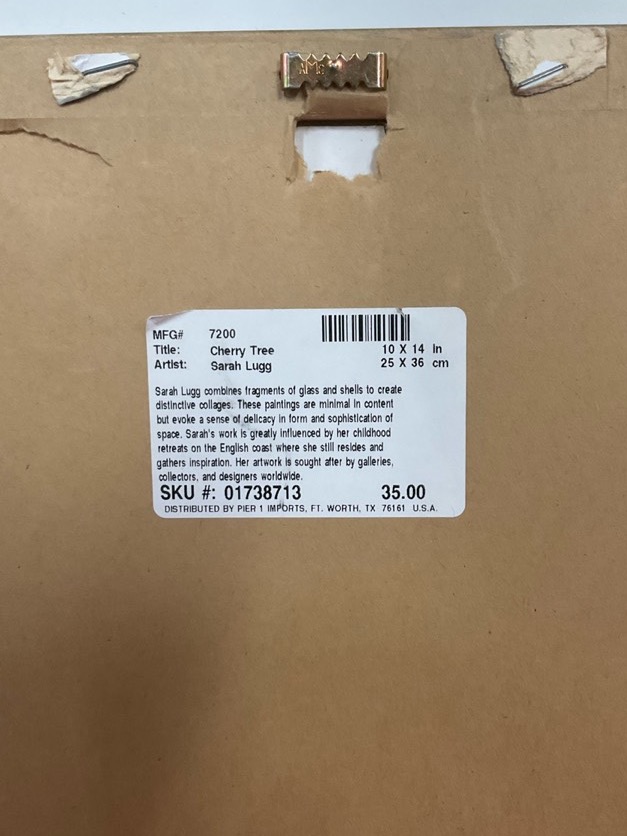 AMS
MFG# 7200
Title: Cherry Tree 10 X 14 in
Artist: Sarah Lugg 25 X 36 cm
Sarah Lugg combines fragments of glass and shells to create
distinctive collages. These paintings are minimal in content
but evoke a sense of delicacy in form and sophistication of
space. Sarah's work is greatly influenced by her childhood
retreats on the English coast where she still resides and
gathers inspiration. Her artwork is sought after by galleries,
collectors, and designers worldwide.
SKU #: 01738713 35.00
DISTRIBUTED BY PIER 1 IMPORTS, FT. WORTH, TX 76161 U.S.A.